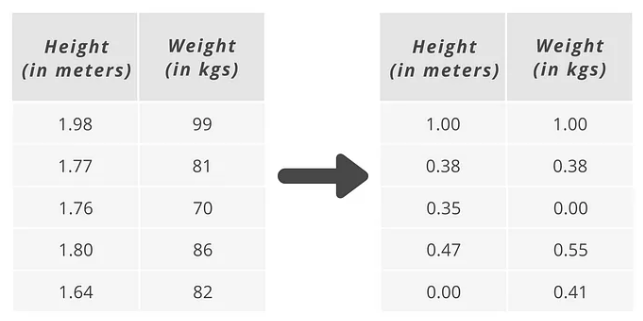 Height Weight
(in meters) (in kgs)
1.98 99
1.77 81
1.76 70
1.80 86
1.64 82
Height Weight
(in meters) (in kgs)
1.00 1.00
0.38 0.38
0.35 0.00
0.47 0.55
0.00 0.41